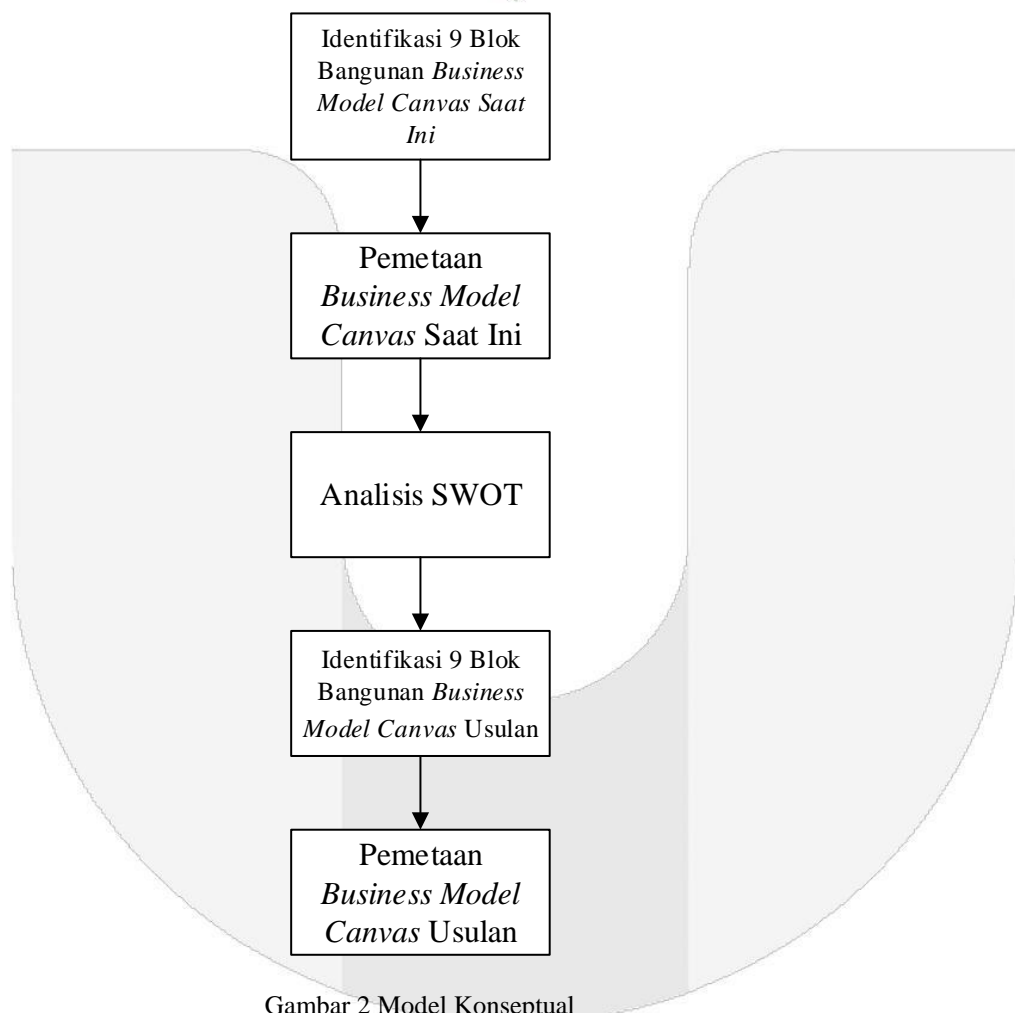 Identifikasi 9 Blok
Bangunan Business
Model Canvas Saat
Ini
Pemetaan
Business Model
Canvas Saat Ini
Analisis SWOT
Identifikasi 9 Blok
Bangunan Business
Model Canvas Usulan
Pemetaan
Business Model
Canvas Usulan
Gambar 2 Model Konseptual